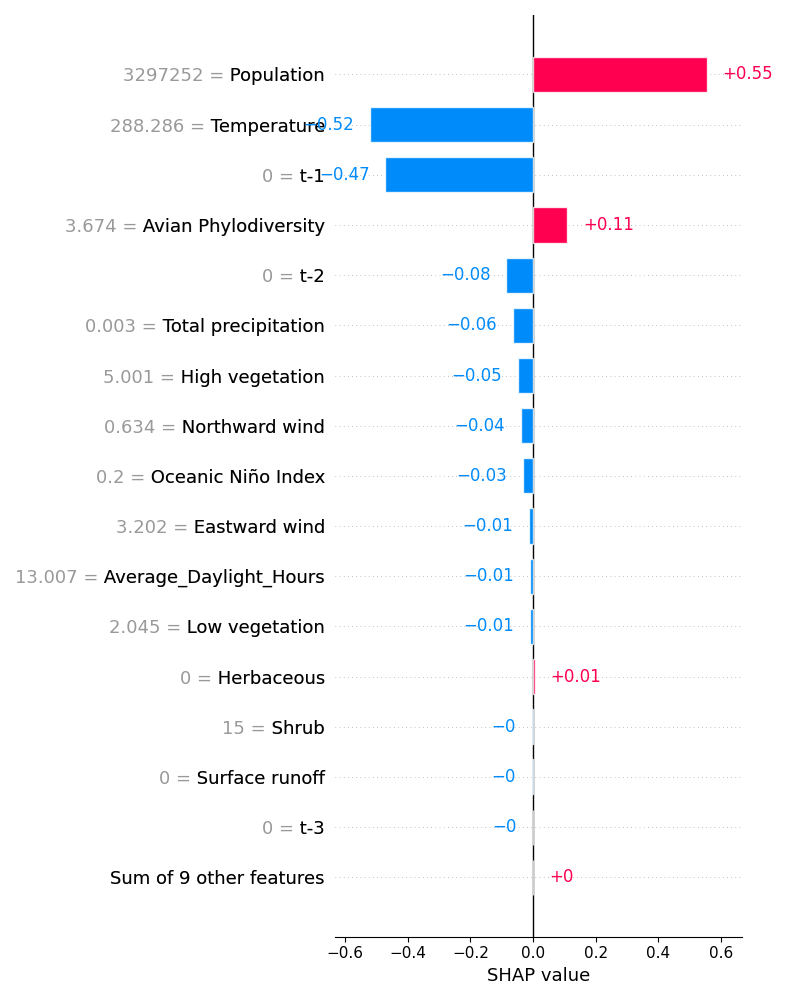 3297252 = Population +0.55
288.286 = Temperature −0.52
0 = t-1 −0.47
3.674 = Avian Phylodiversity +0.11
0 = t-2 −0.08
0.003 = Total precipitation −0.06
5.001 = High vegetation −0.05
0.634 = Northward wind −0.04
0.2 = Oceanic Niño Index −0.03
3.202 = Eastward wind −0.01
13.007 = Average_Daylight_Hours −0.01
2.045 = Low vegetation −0.01
0 = Herbaceous +0.01
15 = Shrub −0
0 = Surface runoff −0
0 = t-3 −0
Sum of 9 other features +0
−0.6 −0.4 −0.2 0.0 0.2 0.4 0.6
SHAP value